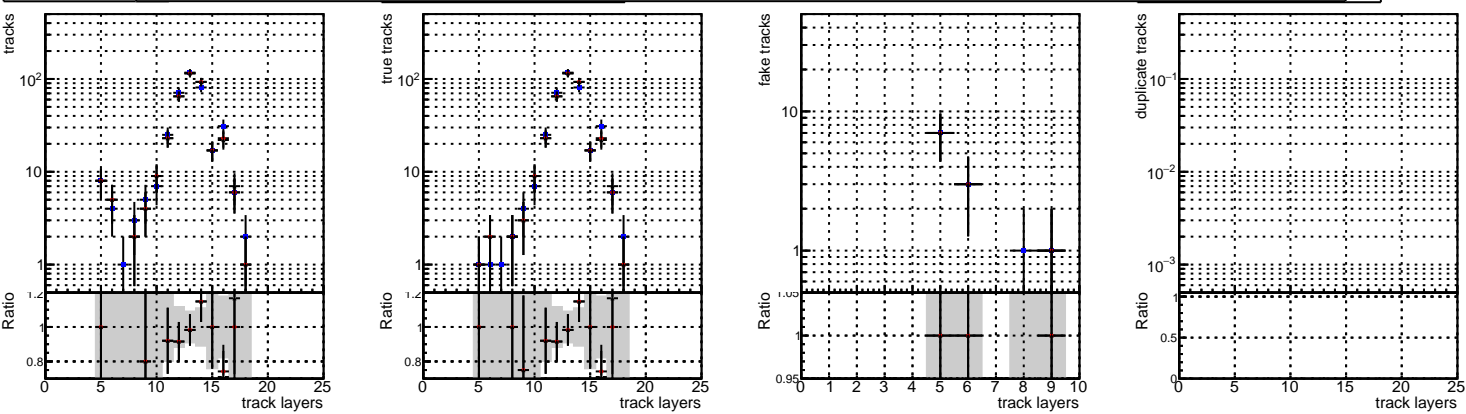 tracks
10²
10
1
Ratio
1.2
1
0.8
0 5 10 15 20 25
track layers
true tracks
10²
10
1
Ratio
1.2
1
0.8
0 5 10 15 20 25
track layers
fake tracks
10
1
Ratio
1.05
1
0.95
0 1 2 3 4 5 6 7 8 9 10
track layers
duplicate tracks
10⁻¹
10⁻²
10⁻³
Ratio
1
0.5
0
0 5 10 15 20 25
track layers